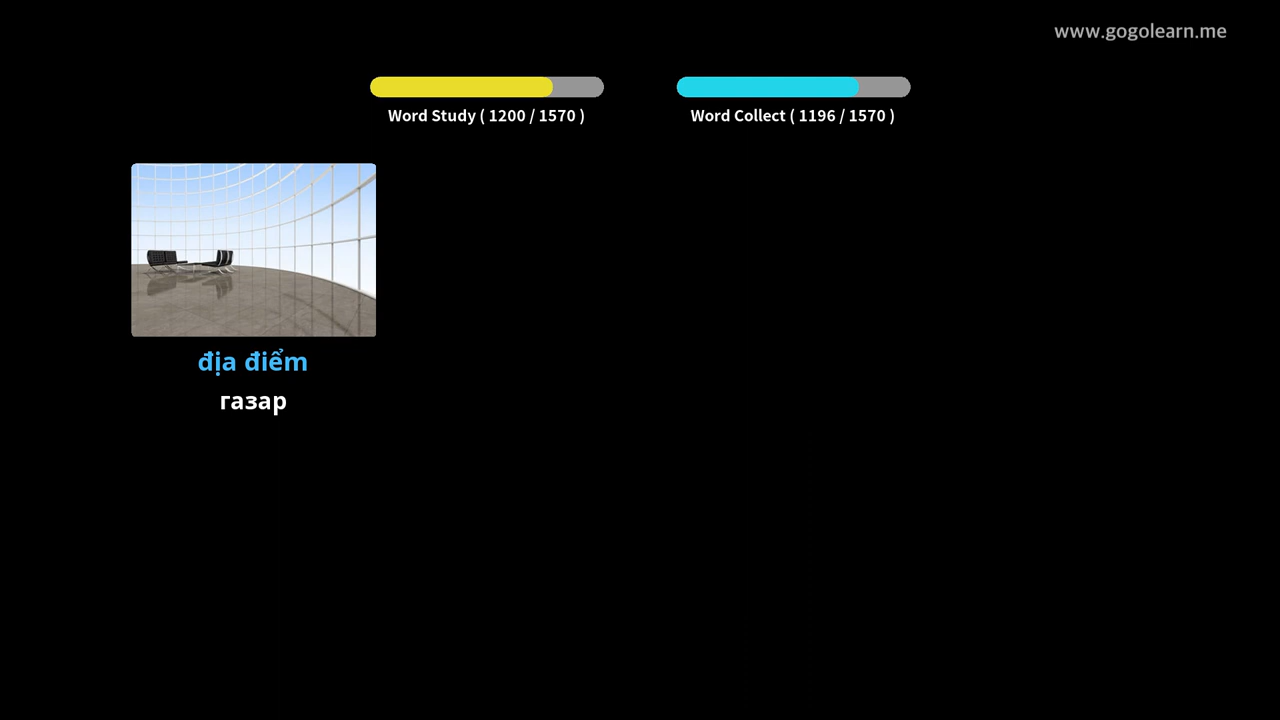 www.gogolearn.me
Word Study ( 1200 / 1570 )
Word Collect ( 1196 / 1570 )
địa điểm
газар